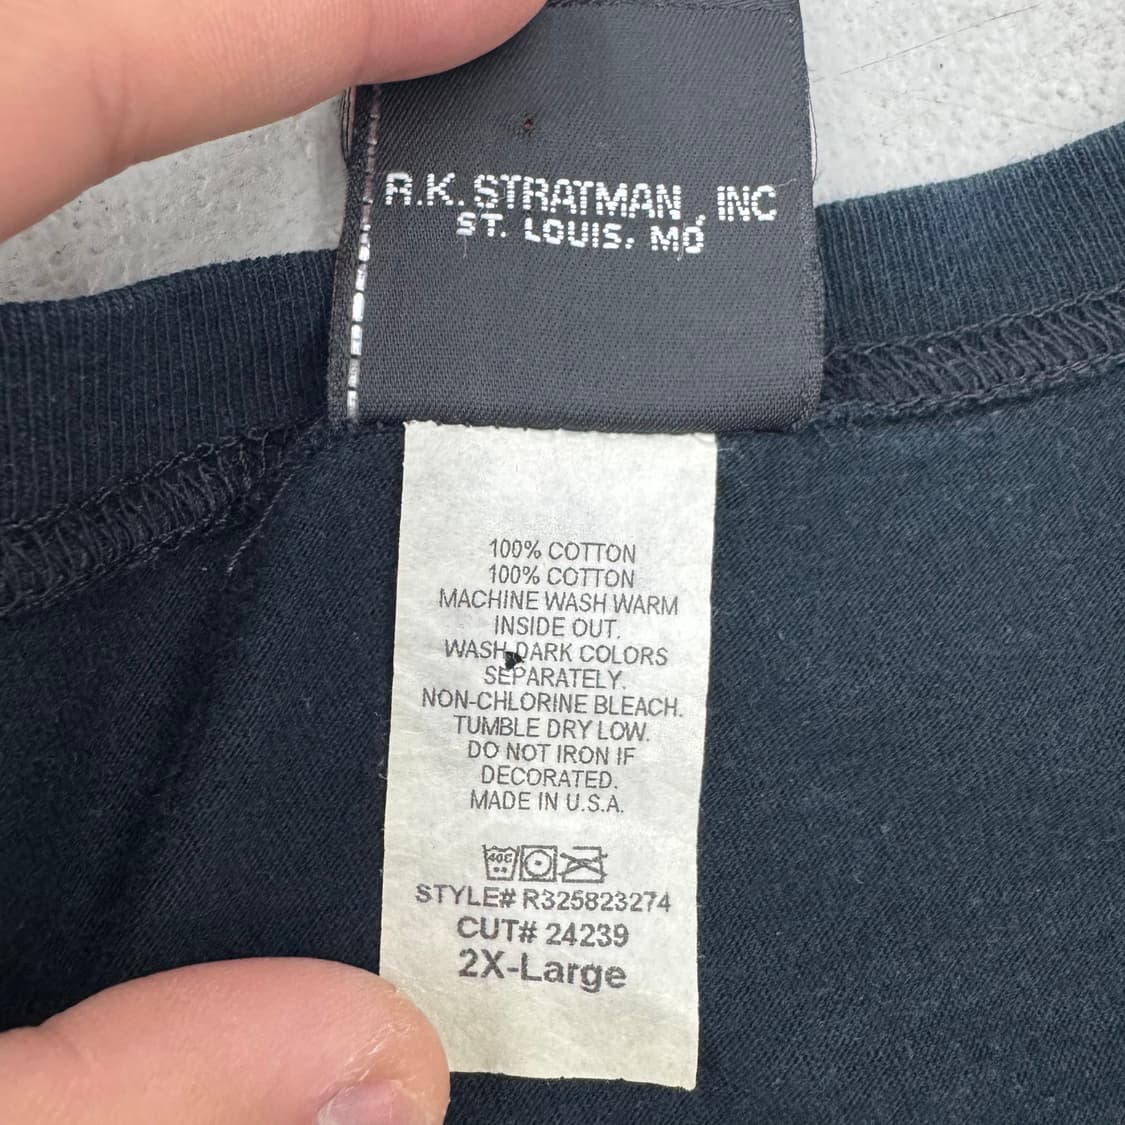 R.K. STRATMAN, INC
ST. LOUIS, MO
100% COTTON
100% COTTON
MACHINE WASH WARM
INSIDE OUT.
WASH DARK COLORS
SEPARATELY.
NON-CHLORINE BLEACH.
TUMBLE DRY LOW.
DO NOT IRON IF
DECORATED.
MADE IN U.S.A.
STYLE# R325823274
CUT# 24239
2X-Large